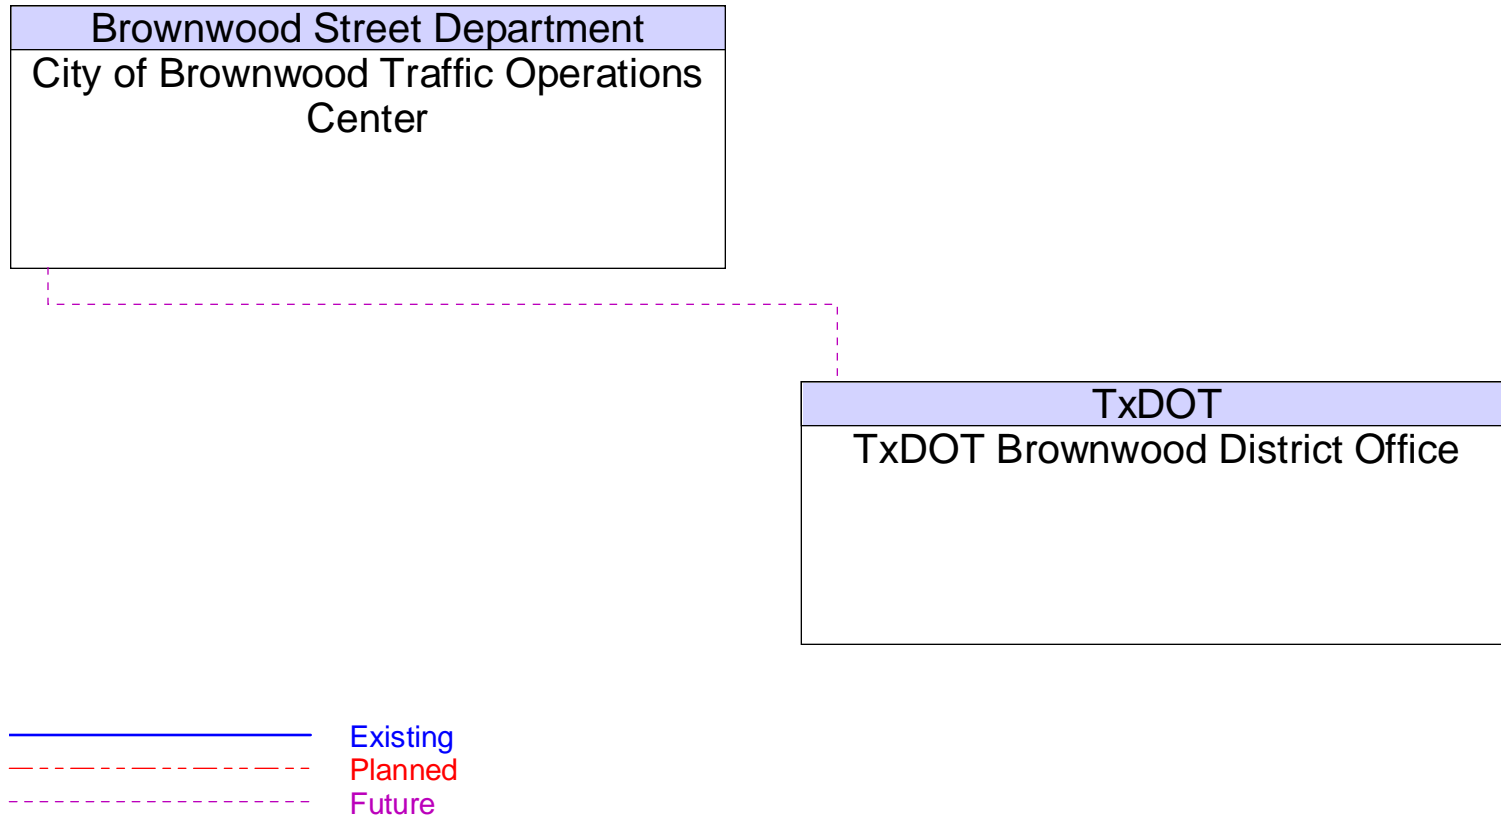 Brownwood Street Department
City of Brownwood Traffic Operations
Center
TxDOT
TxDOT Brownwood District Office
Existing
Planned
Future